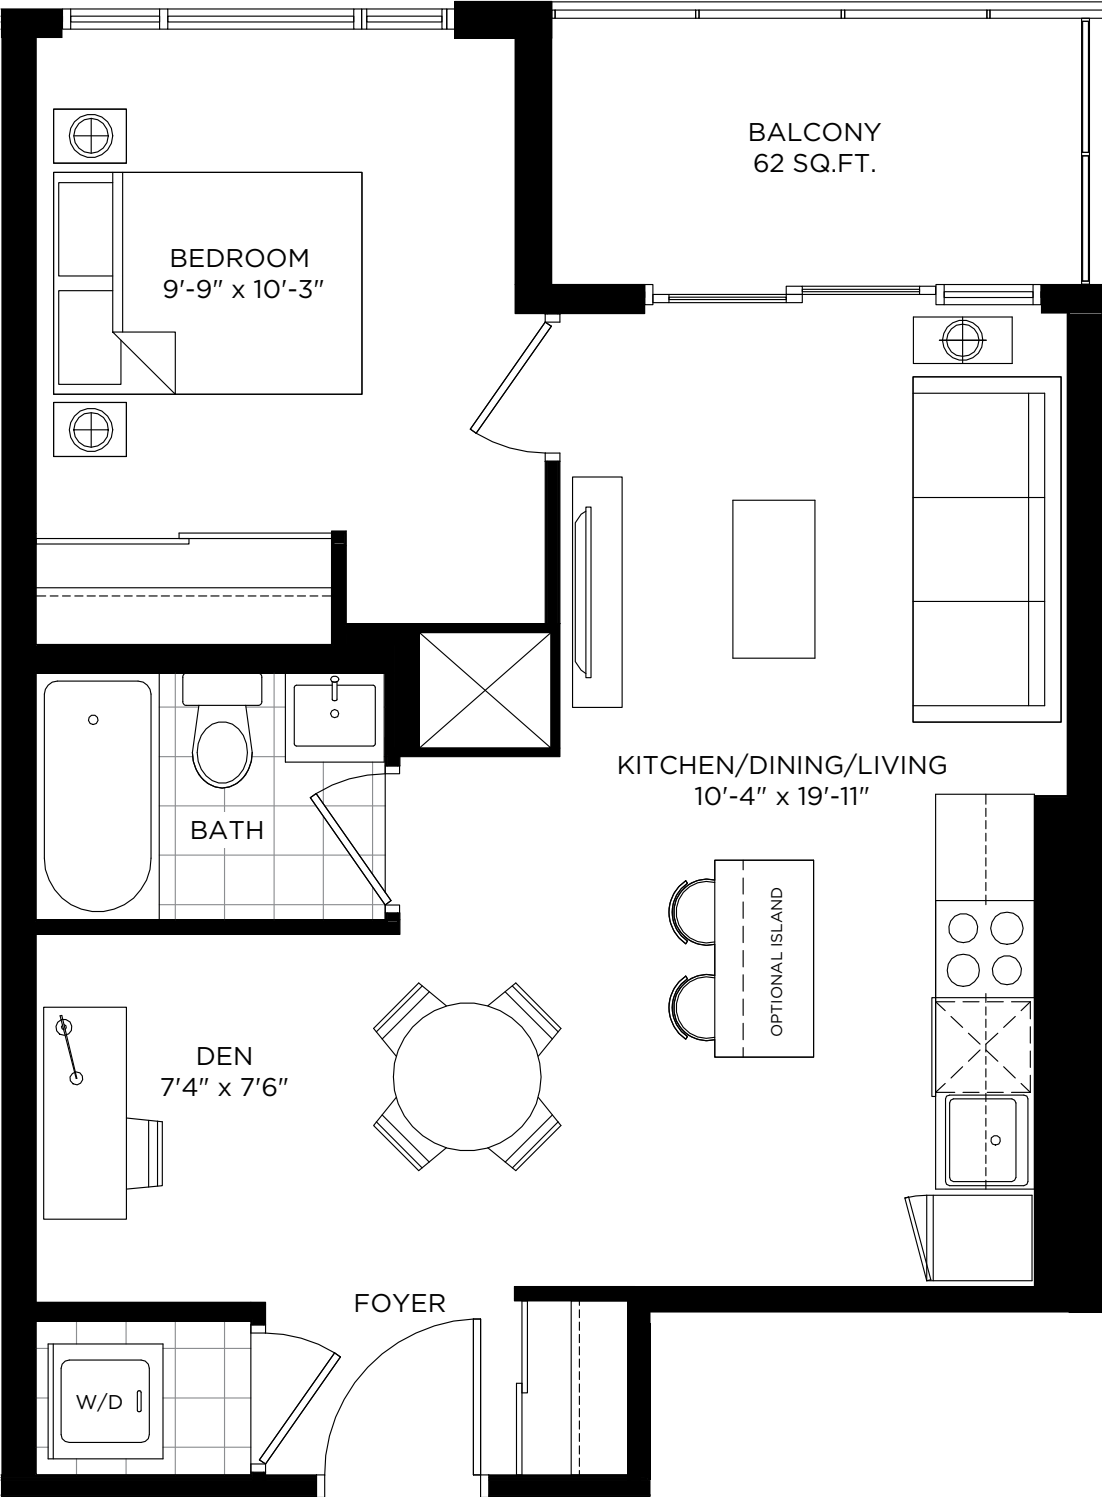 BALCONY
62 SQ.FT.
BEDROOM
9'-9" x 10'-3"
KITCHEN/DINING/LIVING
10'-4" x 19'-11"
BATH
OPTIONAL ISLAND
DEN
7'4" x 7'6"
FOYER
W/D